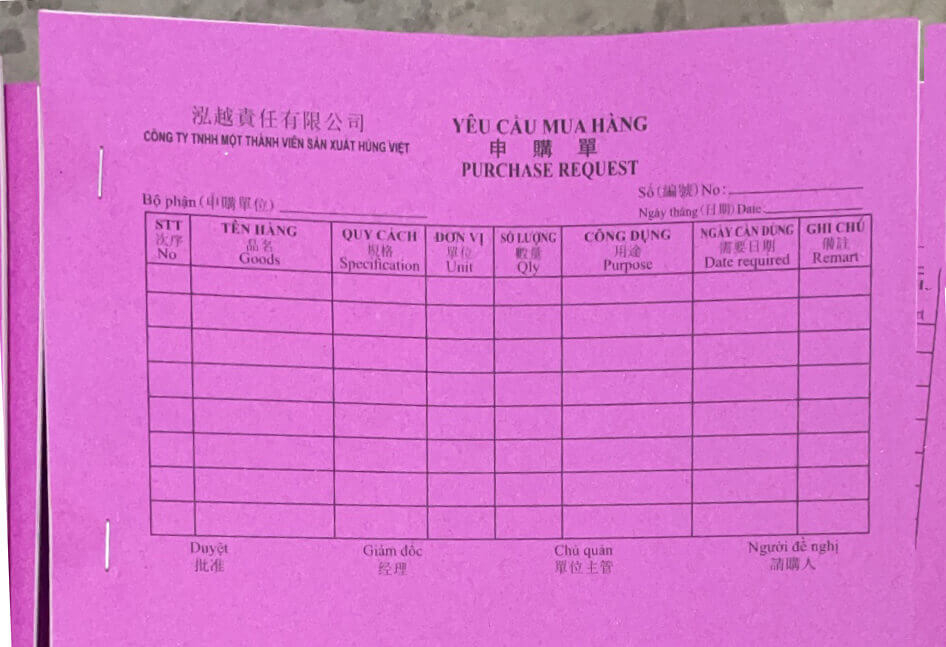 泓越責任有限公司
CÔNG TY TNHH MỘT THÀNH VIÊN SẢN XUẤT HÙNG VIỆT
YÊU CẦU MUA HÀNG
申 購 單
PURCHASE REQUEST
Số (編號) No :
Bộ phận (申購單位)
Ngày tháng (日期) Date :
STT TÊN HÀNG QUY CÁCH ĐƠN VỊ SỐ LƯỢNG CÔNG DỤNG NGÀY CẦN DÙNG GHI CHÚ
次序 品名 規格 單位 數量 用途 需要日期 備註
No Goods Specification Unit Qly Purpose Date required Remart
Duyệt Giám đốc Chủ quản Người đề nghị
批准 经理 單位主管 請購人